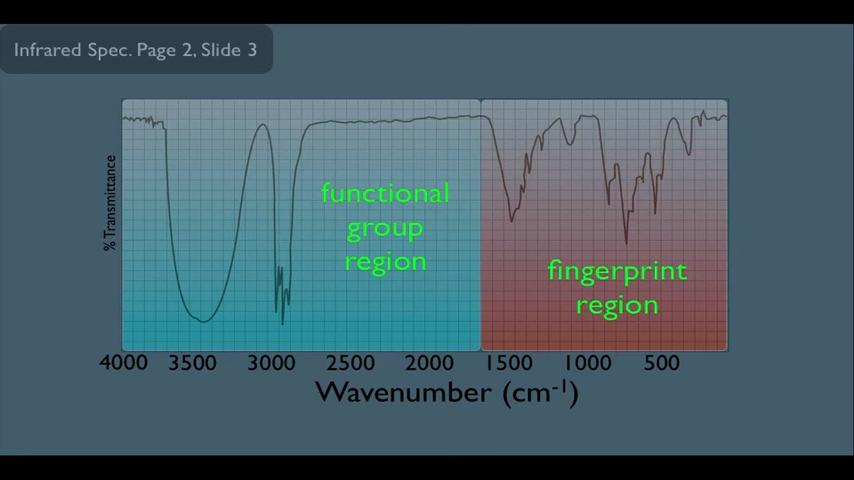 Infrared Spec. Page 2, Slide 3
% Transmittance
functional
group
region
fingerprint
region
4000 3500 3000 2500 2000 1500 1000 500
Wavenumber (cm-1)